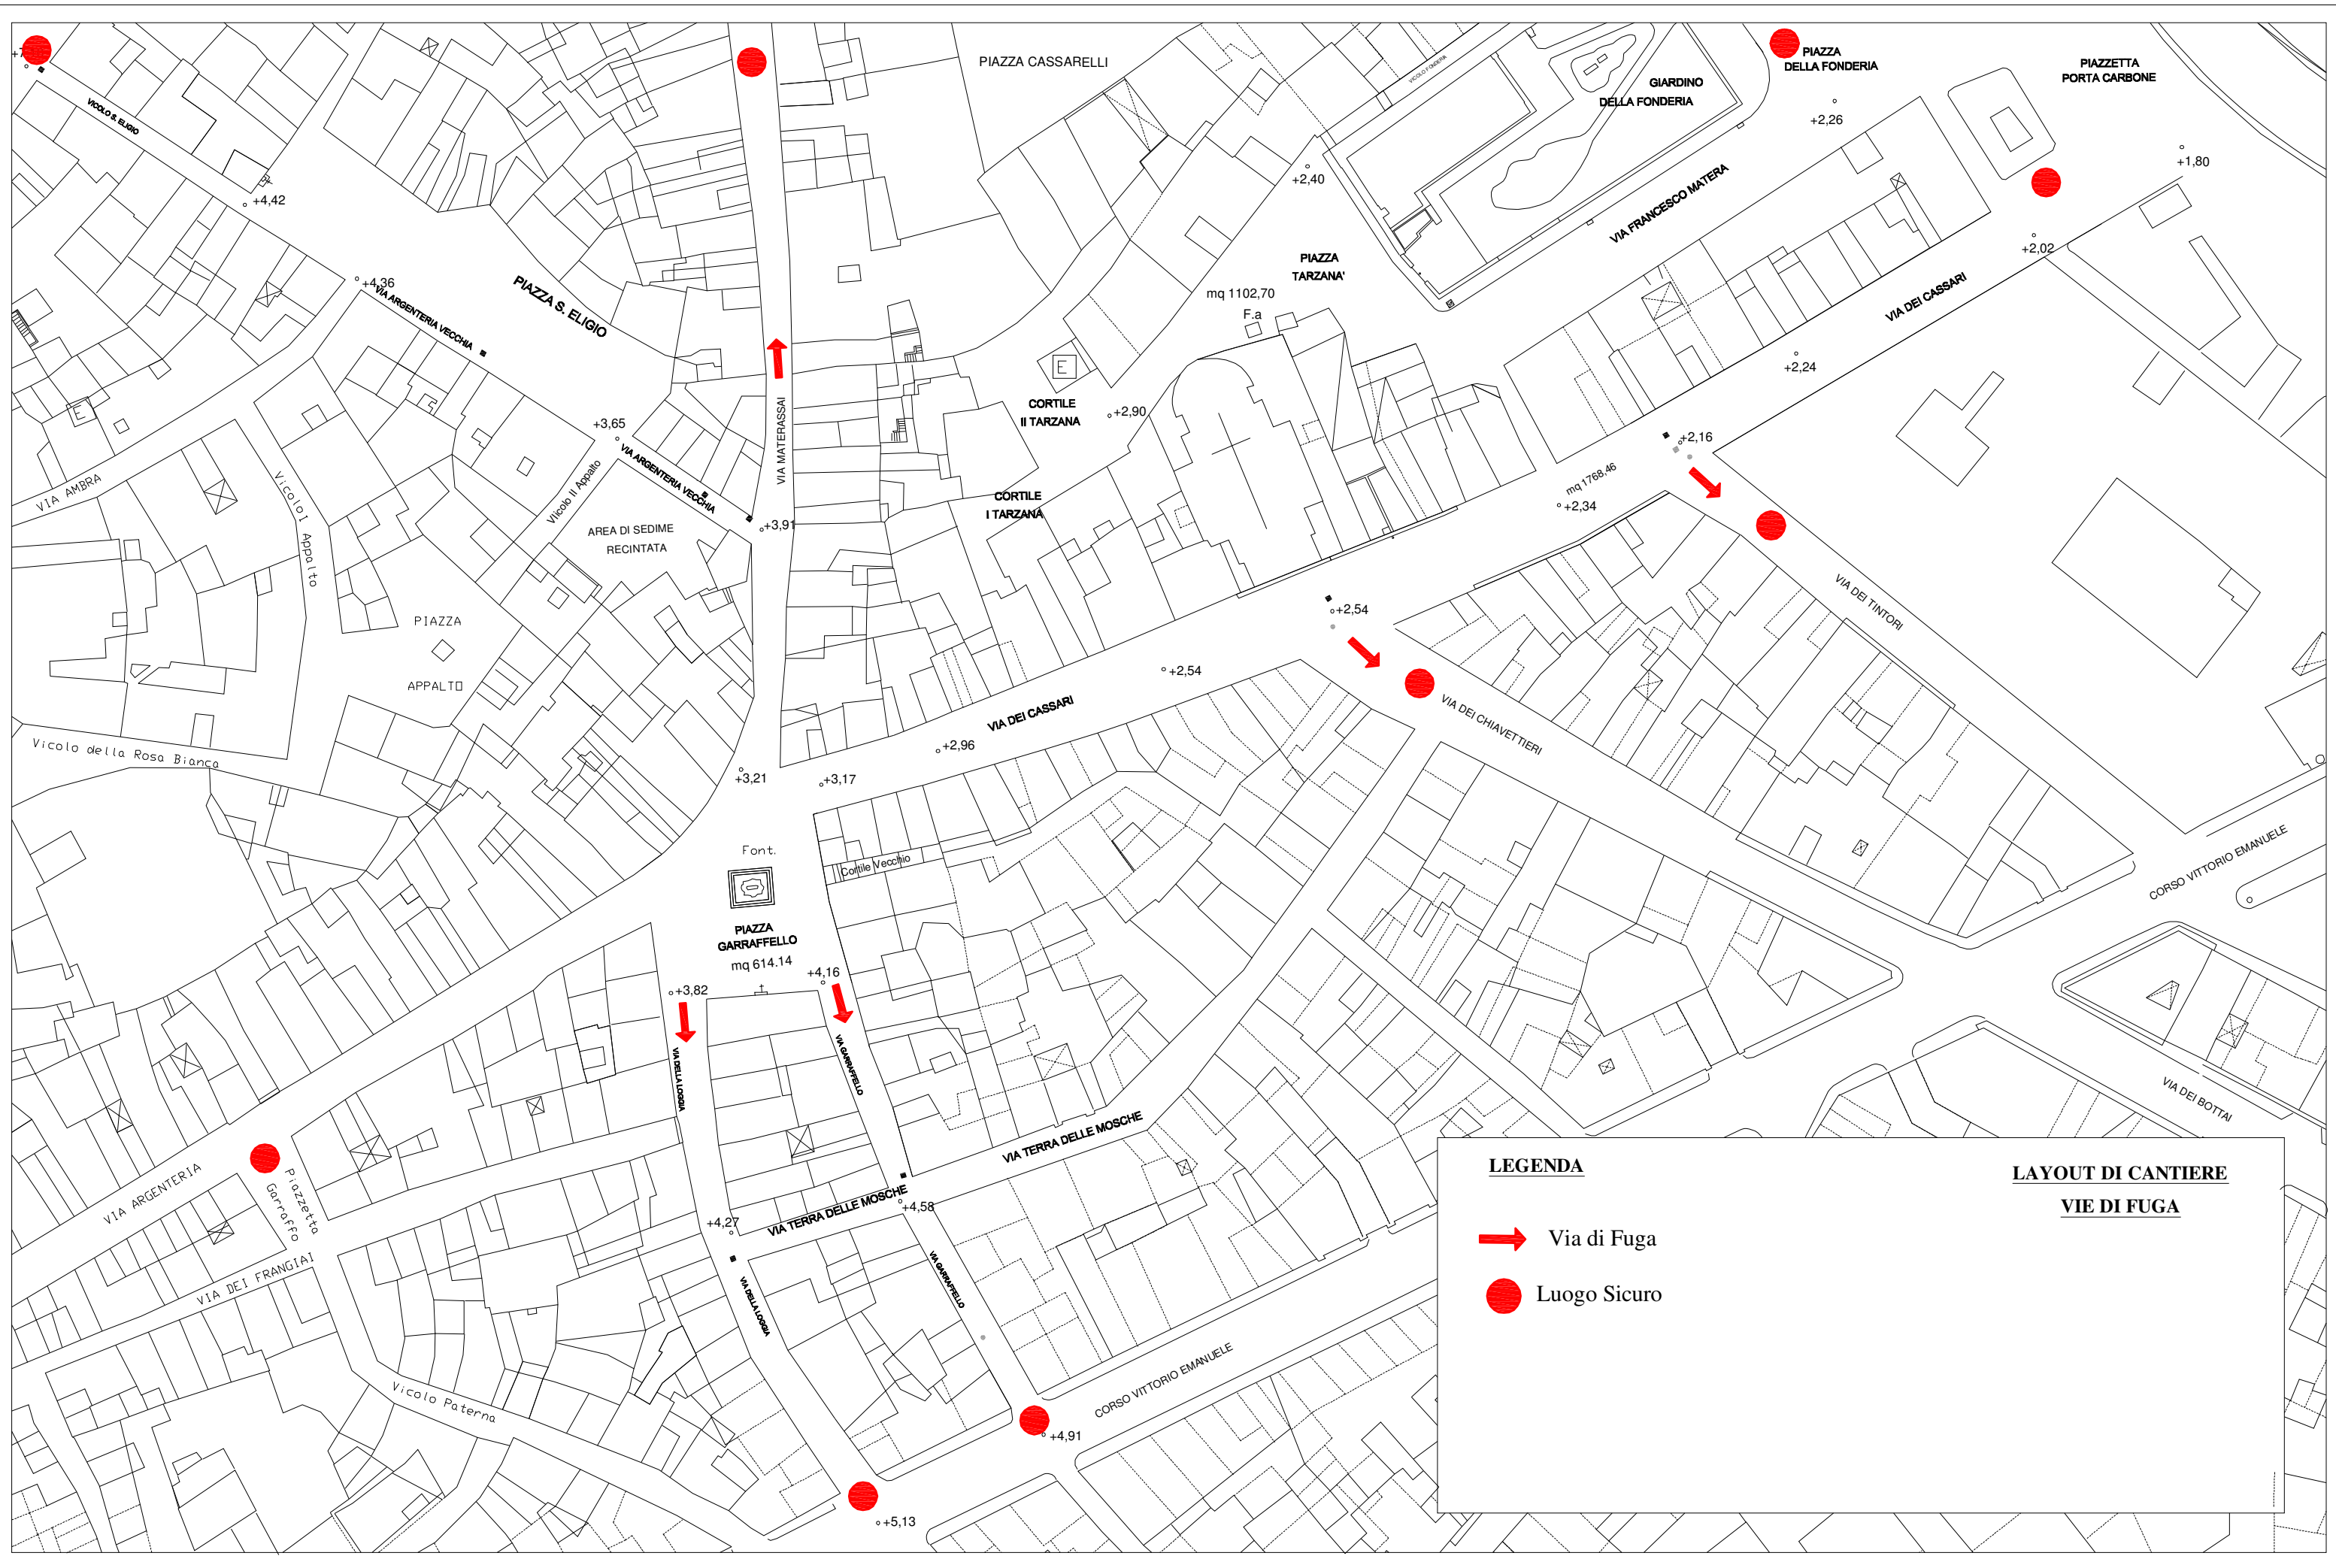 PIAZZA CASSARELLI
VICOLO FONDERIA
GIARDINO
DELLA FONDERIA
PIAZZA
DELLA FONDERIA
PIAZZETTA
PORTA CARBONE
VICOLO S. ELIGIO
+4,42
+2,26
+1,80
+2,40
VIA FRANCESCO MATERA
+2,02
+4,36
VIA ARGENTERIA VECCHIA
PIAZZA S. ELIGIO
PIAZZA
TARZANA'
mq 1102,70
F.a
VIA DEI CASSARI
+2,24
E
E
CORTILE
II TARZANA
+2,90
VIA MATERASSAI
+3,65
VIA ARGENTERIA VECCHIA
VIcolo II Appalto
+2,16
mq 1768.46
+2,34
VIA AMBRA
Vicolo1 Appalto
CORTILE
I TARZANA
+3,91
AREA DI SEDIME
RECINTATA
PIAZZA
APPALTO
+2,54
VIA DEI TINTORI
+2,54
VIA DEI CASSARI
VIA DEI CHIAVETTIERI
Vicolo della Rosa Bianca
+2,96
+3,21
+3,17
Font.
Cortile Vecchio
CORSO VITTORIO EMANUELE
PIAZZA
GARRAFFELLO
mq 614.14
+3,82
+4,16
VIA DELLA LOGGIA
VIA GARRAFFELLO
VIA DEI BOTTAI
VIA TERRA DELLE MOSCHE
VIA ARGENTERIA
Piazzetta
Garraffo
VIA TERRA DELLE MOSCHE
+4,58
+4,27
VIA DEI FRANGIAI
VIA DELLA LOGGIA
VIA GARRAFFELLO
Vicolo Paterna
CORSO VITTORIO EMANUELE
+4,91
+5,13
LEGENDA
Via di Fuga
Luogo Sicuro
LAYOUT DI CANTIERE
VIE DI FUGA